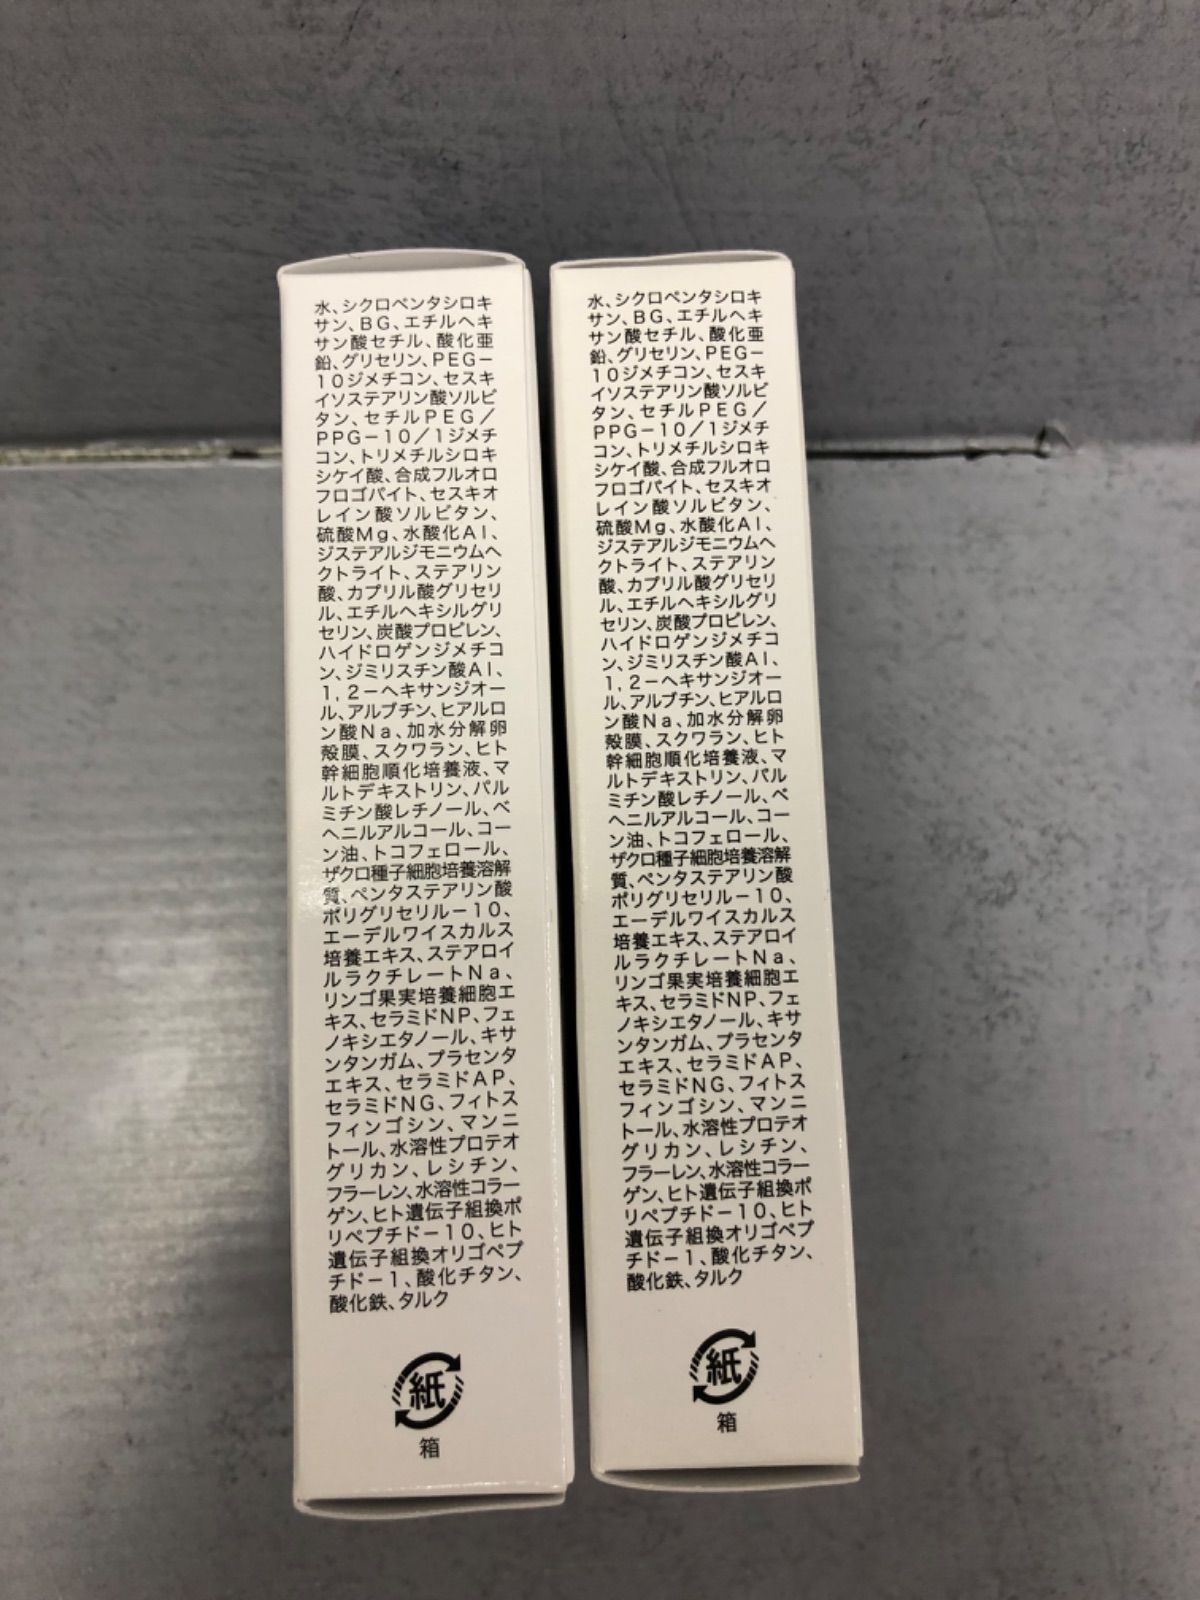 水、シクロペンタシロキ
サン、BG、エチルヘキ
サン酸セチル、酸化亜
鉛、グリセリン、PEG－
10ジメチコン、セスキ
イソステアリン酸ソルビ
タン、セチルPEG／
PPG－10／1ジメチ
コン、トリメチルシロキ
シケイ酸、合成フルオロ
フロゴパイト、セスキオ
レイン酸ソルビタン、
硫酸Mg、水酸化Al、
ジステアルジモニウムヘ
クトライト、ステアリン
酸、カプリル酸グリセリ
ル、エチルヘキシルグリ
セリン、炭酸プロピレン、
ハイドロゲンジメチコ
ン、ジミリスチン酸Al、
1,2－ヘキサンジオー
ル、アルブチン、ヒアルロ
ン酸Na、加水分解卵
殻膜、スクワラン、ヒト
幹細胞順化培養液、マ
ルトデキストリン、パル
ミチン酸レチノール、ベ
ヘニルアルコール、コー
ン油、トコフェロール、
ザクロ種子細胞培養溶解
質、ペンタステアリン酸
ポリグリセリル－10、
エーデルワイスカルス
培養エキス、ステアロイ
ルラクチレートNa、
リンゴ果実培養細胞エ
キス、セラミドNP、フェ
ノキシエタノール、キサ
ンタンガム、プラセンタ
エキス、セラミドAP、
セラミドNG、フィトス
フィンゴシン、マンニ
トール、水溶性プロテオ
グリカン、レシチン、
フラーレン、水溶性コラー
ゲン、ヒト遺伝子組換ポ
リペプチド－10、ヒト
遺伝子組換オリゴペプ
チド－1、酸化チタン、
酸化鉄、タルク
紙
箱
水、シクロペンタシロキ
サン、BG、エチルヘキ
サン酸セチル、酸化亜
鉛、グリセリン、PEG－
10ジメチコン、セスキ
イソステアリン酸ソルビ
タン、セチルPEG／
PPG－10／1ジメチ
コン、トリメチルシロキ
シケイ酸、合成フルオロ
フロゴパイト、セスキオ
レイン酸ソルビタン、
硫酸Mg、水酸化Al、
ジステアルジモニウムヘ
クトライト、ステアリン
酸、カプリル酸グリセリ
ル、エチルヘキシルグリ
セリン、炭酸プロピレン、
ハイドロゲンジメチコ
ン、ジミリスチン酸Al、
1,2－ヘキサンジオー
ル、アルブチン、ヒアルロ
ン酸Na、加水分解卵
殻膜、スクワラン、ヒト
幹細胞順化培養液、マ
ルトデキストリン、パル
ミチン酸レチノール、ベ
ヘニルアルコール、コー
ン油、トコフェロール、
ザクロ種子細胞培養溶解
質、ペンタステアリン酸
ポリグリセリル－10、
エーデルワイスカルス
培養エキス、ステアロイ
ルラクチレートNa、
リンゴ果実培養細胞エ
キス、セラミドNP、フェ
ノキシエタノール、キサ
ンタンガム、プラセンタ
エキス、セラミドAP、
セラミドNG、フィトス
フィンゴシン、マンニ
トール、水溶性プロテオ
グリカン、レシチン、
フラーレン、水溶性コラー
ゲン、ヒト遺伝子組換ポ
リペプチド－10、ヒト
遺伝子組換オリゴペプ
チド－1、酸化チタン、
酸化鉄、タルク
紙
箱